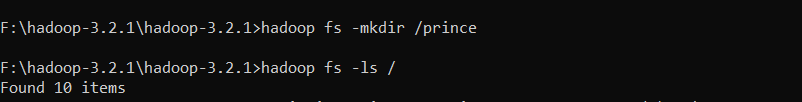 F:\hadoop-3.2.1\hadoop-3.2.1>hadoop fs -mkdir /prince
F:\hadoop-3.2.1\hadoop-3.2.1>hadoop fs -ls /
Found 10 items